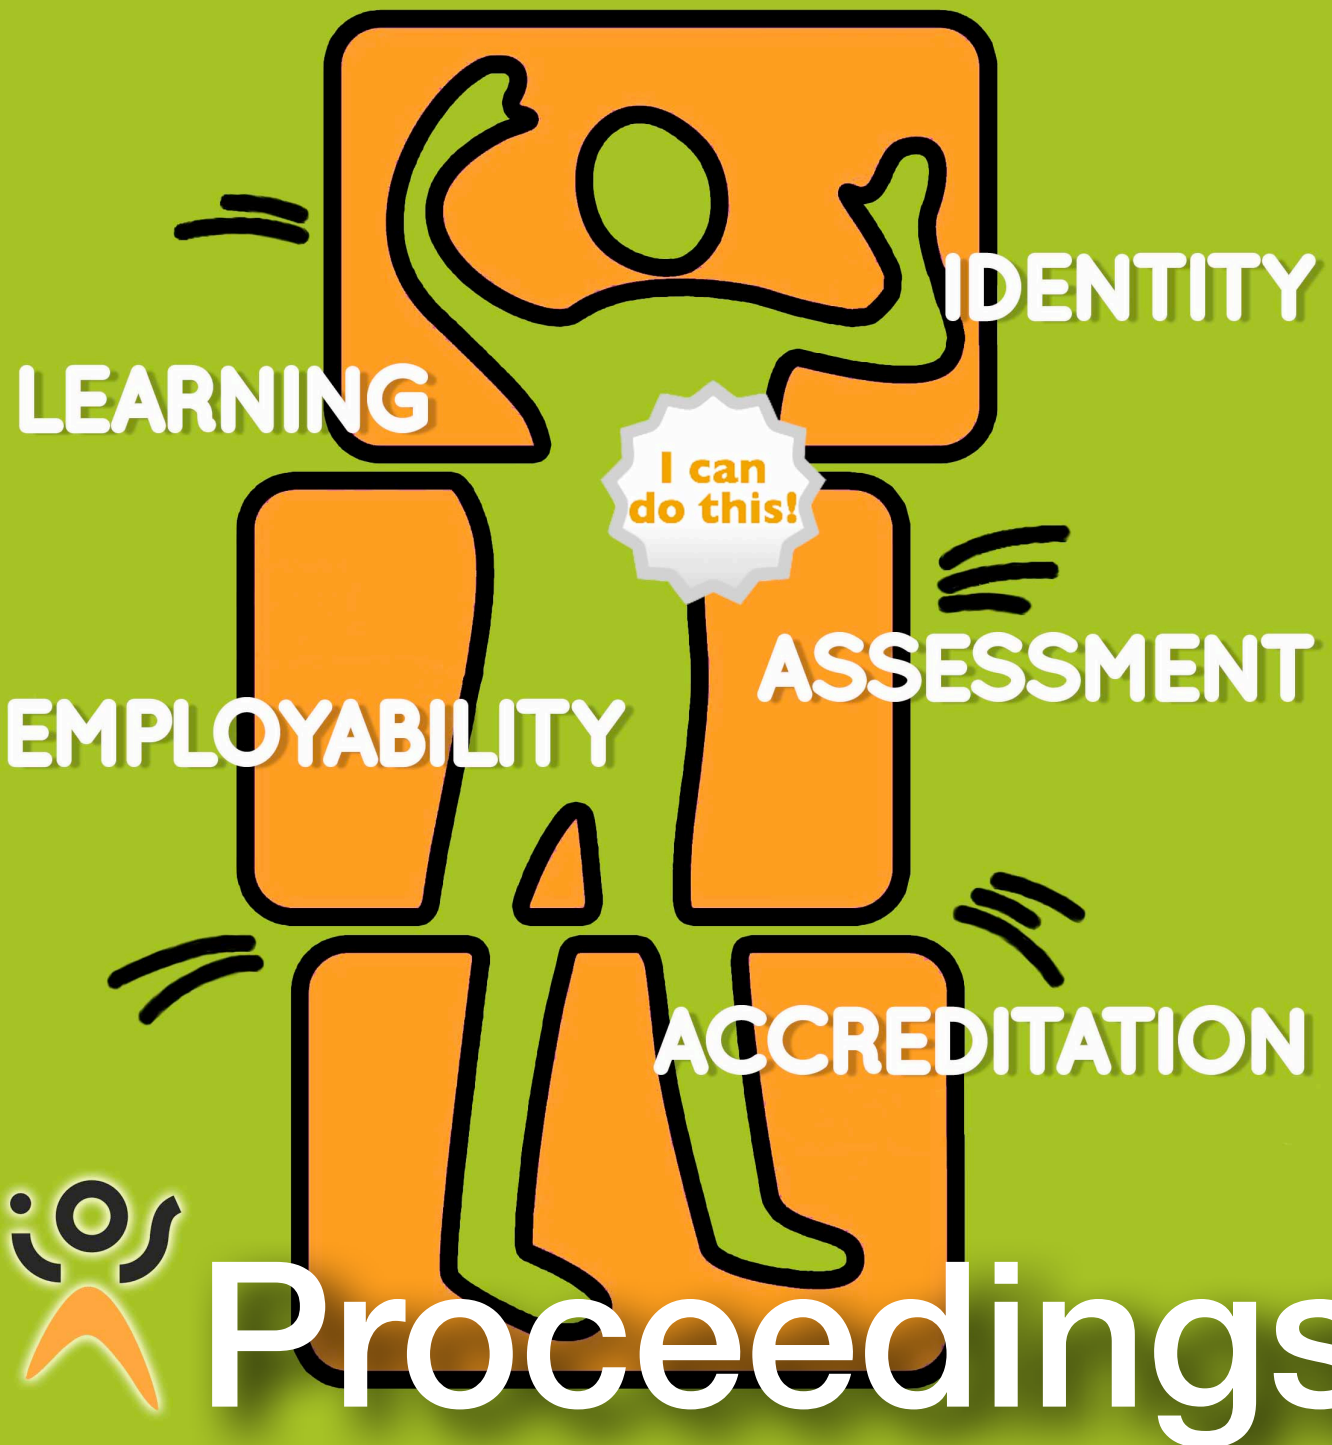 IDENTITY
LEARNING
I can
do this!
ASSESSMENT
EMPLOYABILITY
ACCREDITATION
Proceedings